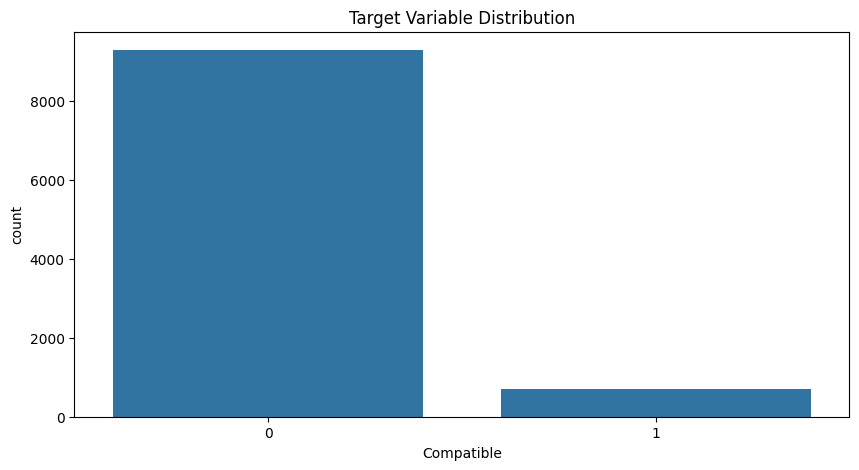 Target Variable Distribution
count
8000
6000
4000
2000
0
0 1
Compatible